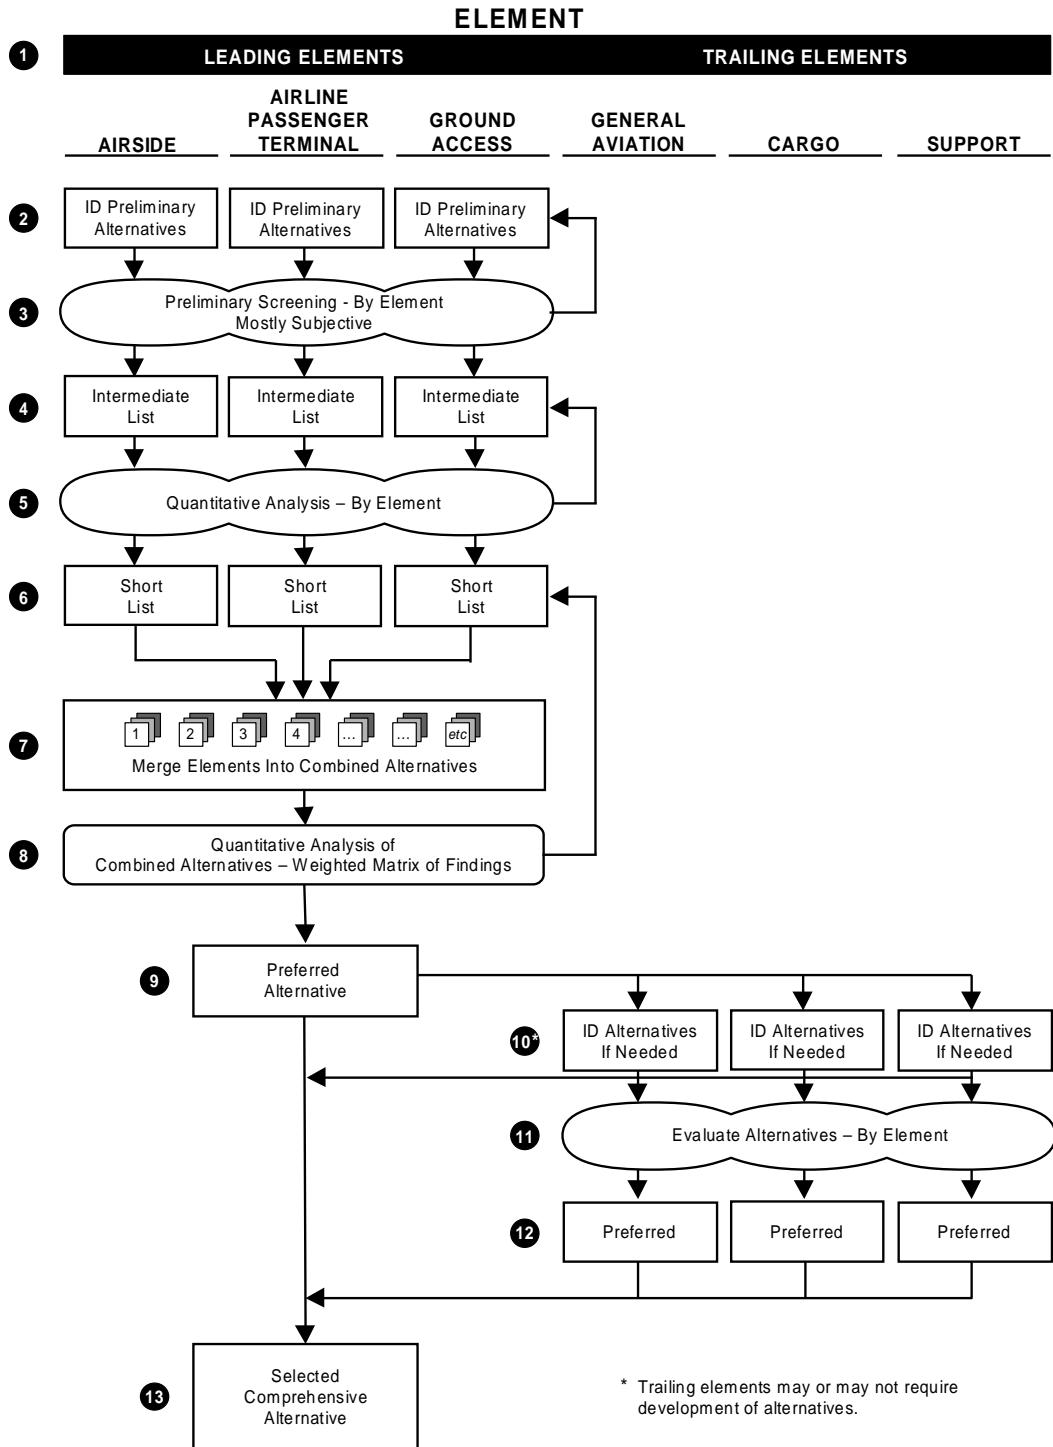 ELEMENT
1
LEADING ELEMENTS
TRAILING ELEMENTS
AIRSIDE
AIRLINE
PASSENGER
TERMINAL
GROUND
ACCESS
GENERAL
AVIATION
CARGO
SUPPORT
2
ID Preliminary
Alternatives
ID Preliminary
Alternatives
ID Preliminary
Alternatives
3
Preliminary Screening - By Element
Mostly Subjective
4
Intermediate
List
Intermediate
List
Intermediate
List
5
Quantitative Analysis – By Element
6
Short
List
Short
List
Short
List
7
1
2
3
4
...
...
etc
Merge Elements Into Combined Alternatives
8
Quantitative Analysis of
Combined Alternatives – Weighted Matrix of Findings
9
Preferred
Alternative
10*
ID Alternatives
If Needed
ID Alternatives
If Needed
ID Alternatives
If Needed
11
Evaluate Alternatives – By Element
12
Preferred
Preferred
Preferred
13
Selected
Comprehensive
Alternative
* Trailing elements may or may not require
development of alternatives.